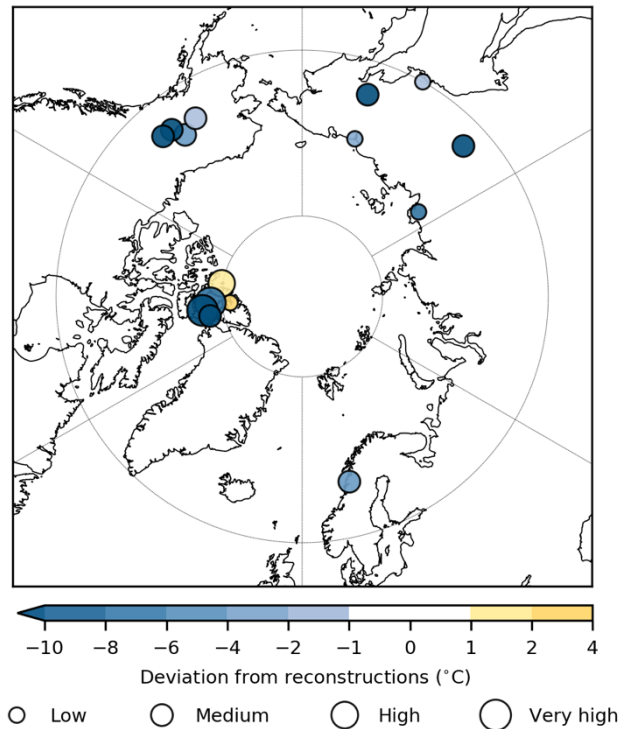 −10 −8 −6 −4 −2 −1 0 1 2 4
Deviation from reconstructions (°C)
Low Medium High Very high